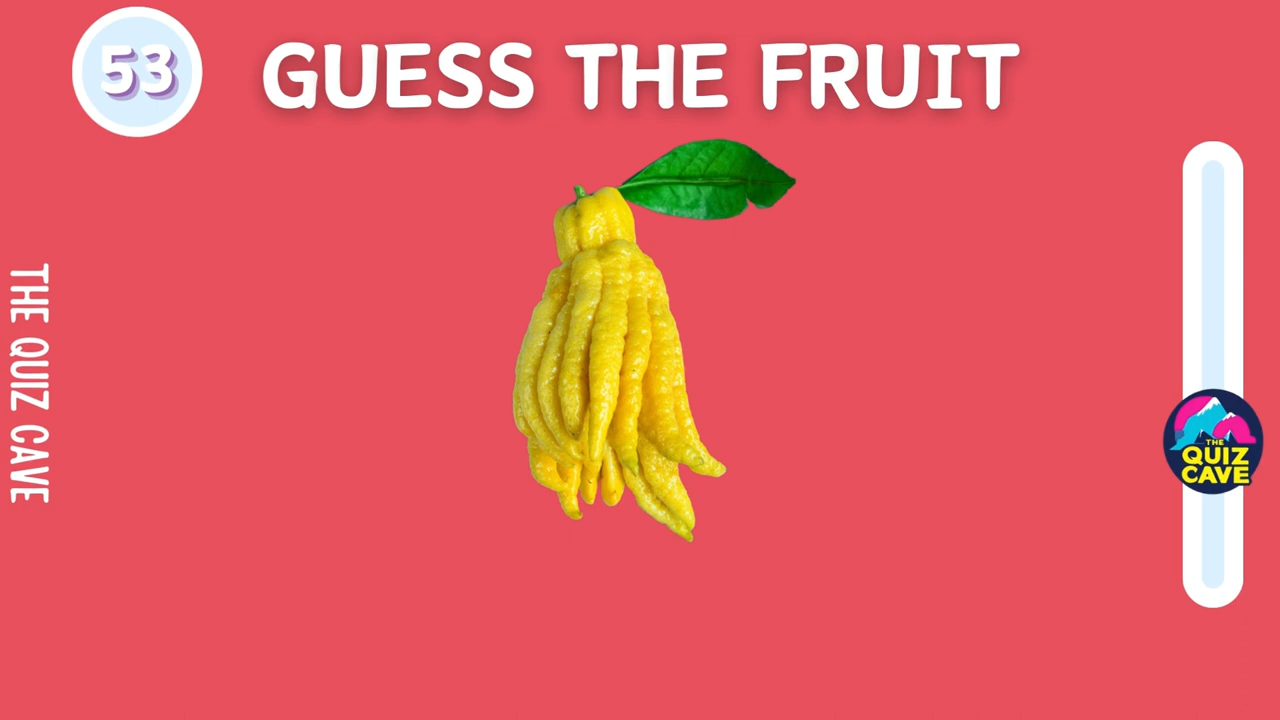 53
GUESS THE FRUIT
THE QUIZ CAVE
THE
QUIZ
CAVE